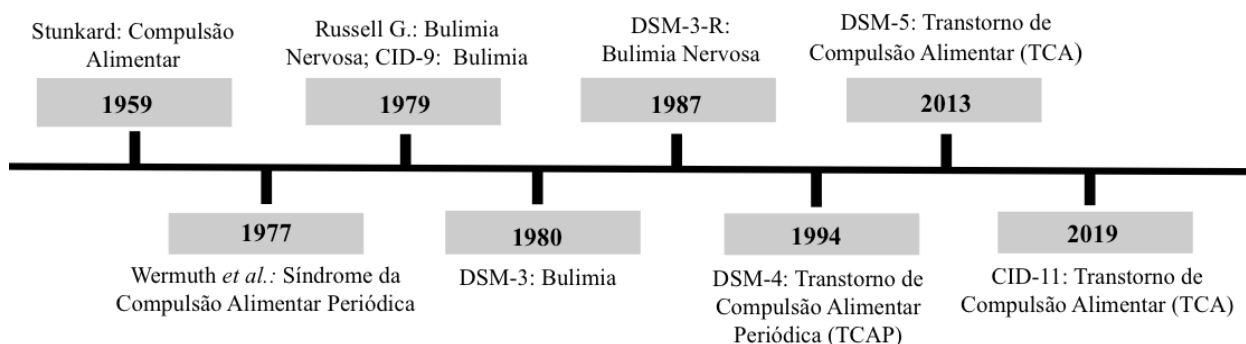 Stunkard: Compulsão
Alimentar
1959
Wermuth et al.: Síndrome da
Compulsão Alimentar Periódica
1977
Russell G.: Bulimia
Nervosa; CID-9: Bulimia
1979
DSM-3: Bulimia
1980
DSM-3-R:
Bulimia Nervosa
1987
DSM-4: Transtorno de
Compulsão Alimentar
Periódica (TCAP)
1994
DSM-5: Transtorno de
Compulsão Alimentar (TCA)
2013
CID-11: Transtorno de
Compulsão Alimentar (TCA)
2019